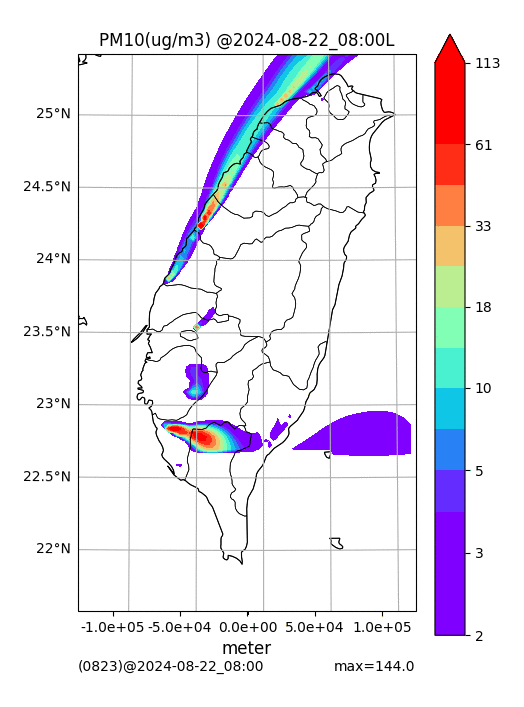 PM10(ug/m3) @2024-08-22_08:00L
25°N
24.5°N
24°N
23.5°N
23°N
22.5°N
22°N
113
61
33
18
10
5
3
2
-1.0e+05 -5.0e+04 0.0e+00 5.0e+04 1.0e+05
meter
(0823)@2024-08-22_08:00 max=144.0